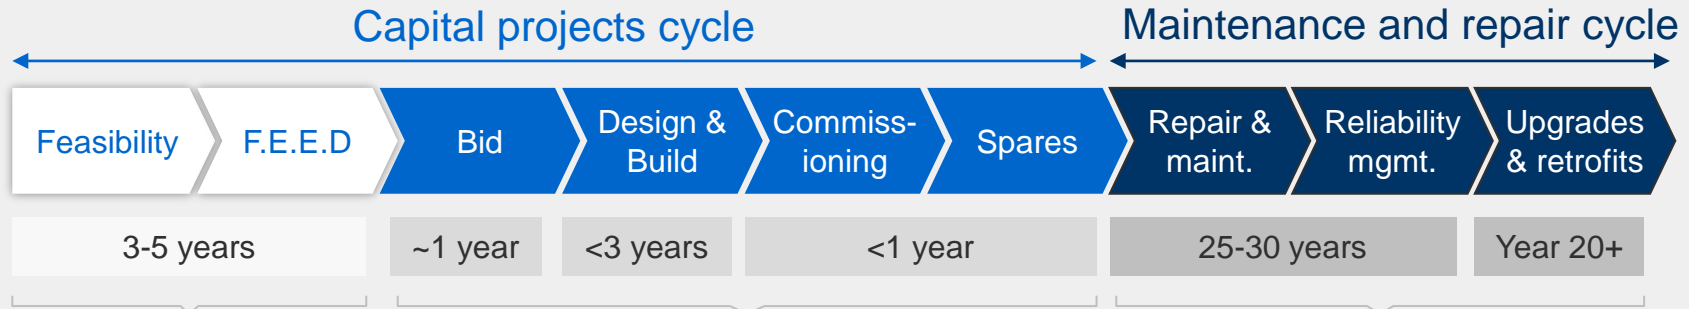 Capital projects cycle
Maintenance and repair cycle
Feasibility
F.E.E.D
Bid
Design &
Build
Commiss-
ioning
Spares
Repair &
maint.
Reliability
mgmt.
Upgrades
& retrofits
3-5 years
~1 year
<3 years
<1 year
25-30 years
Year 20+